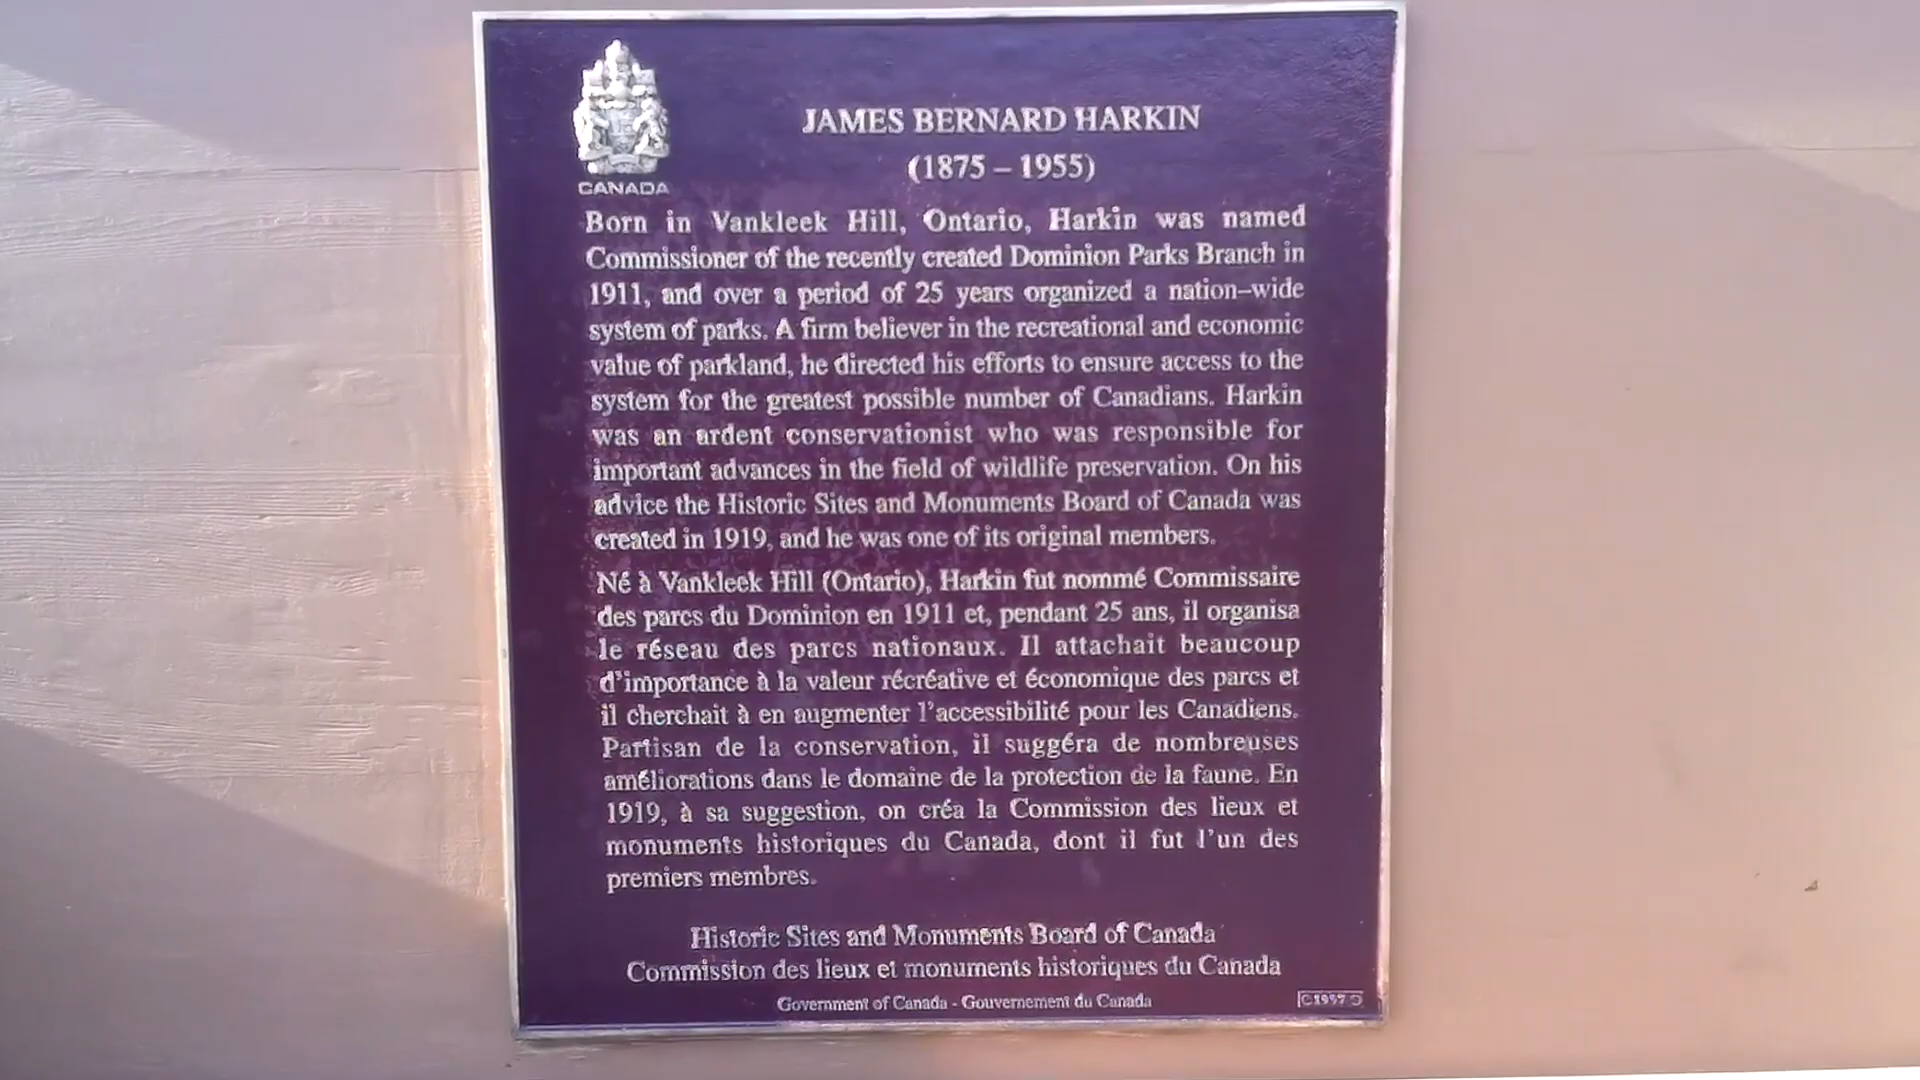 CANADA
JAMES BERNARD HARKIN
(1875 – 1955)
Born in Vankleek Hill, Ontario, Harkin was named
Commissioner of the recently created Dominion Parks Branch in
1911, and over a period of 25 years organized a nation–wide
system of parks. A firm believer in the recreational and economic
value of parkland, he directed his efforts to ensure access to the
system for the greatest possible number of Canadians. Harkin
was an ardent conservationist who was responsible for
important advances in the field of wildlife preservation. On his
advice the Historic Sites and Monuments Board of Canada was
created in 1919, and he was one of its original members.
Né à Vankleek Hill (Ontario), Harkin fut nommé Commissaire
des parcs du Dominion en 1911 et, pendant 25 ans, il organisa
le réseau des parcs nationaux. Il attachait beaucoup
d'importance à la valeur récréative et économique des parcs et
il cherchait à en augmenter l'accessibilité pour les Canadiens.
Partisan de la conservation, il suggéra de nombreuses
améliorations dans le domaine de la protection de la faune. En
1919, à sa suggestion, on créa la Commission des lieux et
monuments historiques du Canada, dont il fut l'un des
premiers membres.
Historic Sites and Monuments Board of Canada
Commission des lieux et monuments historiques du Canada
Government of Canada - Gouvernement du Canada